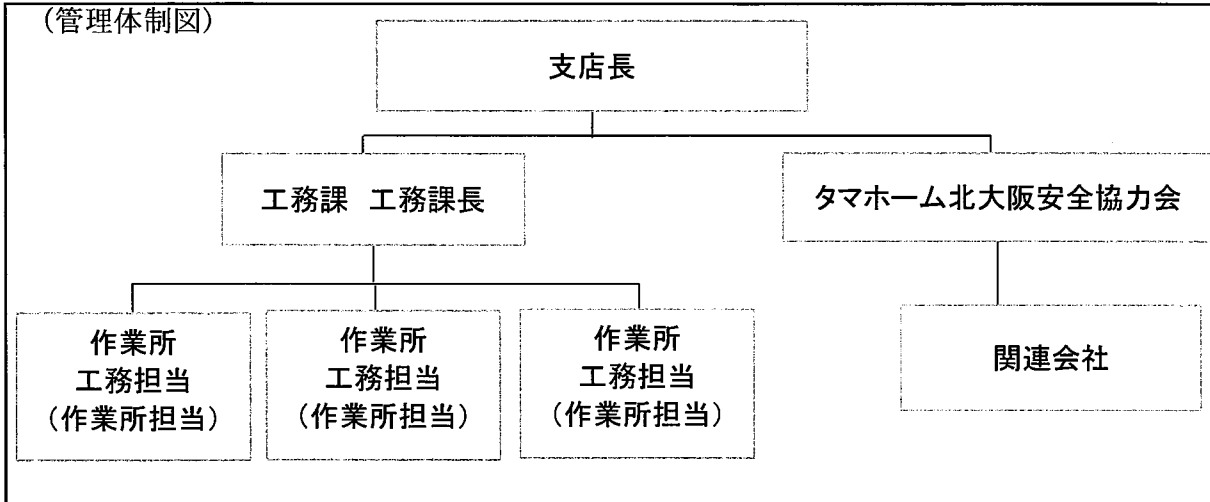 （管理体制図）
支店長
工務課　工務課長
タマホーム北大阪安全協力会
作業所
工務担当
（作業所担当）
作業所
工務担当
（作業所担当）
作業所
工務担当
（作業所担当）
関連会社